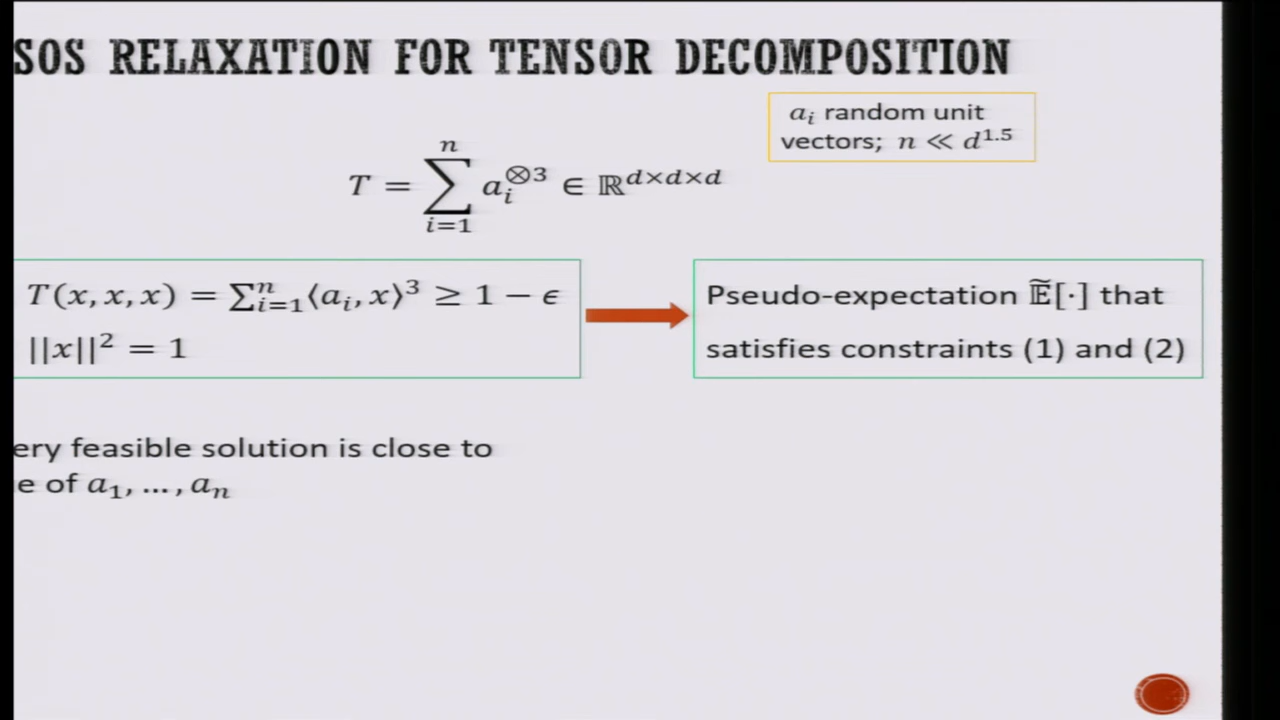 SOS RELAXATION FOR TENSOR DECOMPOSITION
a_i random unit
vectors; n ≪ d^{1.5}
T = \sum_{i=1}^{n} a_i^{⊗3} ∈ ℝ^{d×d×d}
T(x, x, x) = ∑_{i=1}^{n}⟨a_i, x⟩^3 ≥ 1 − ϵ
||x||^2 = 1
Pseudo-expectation 𝔼̃[·] that
satisfies constraints (1) and (2)
ery feasible solution is close to
e of a_1, … , a_n